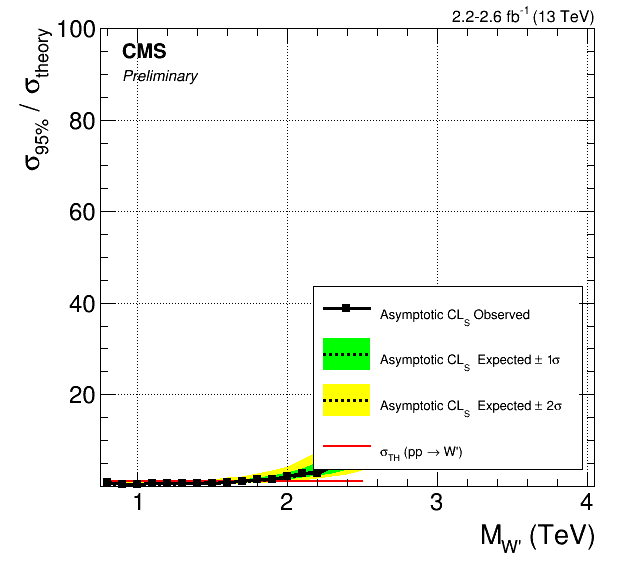 2.2-2.6 fb⁻¹ (13 TeV)
CMS
Preliminary
σ95% / σtheory
100
80
60
40
20
Asymptotic CLS Observed
Asymptotic CLS Expected ± 1σ
Asymptotic CLS Expected ± 2σ
σTH (pp → W')
1 2 3 4
MW' (TeV)